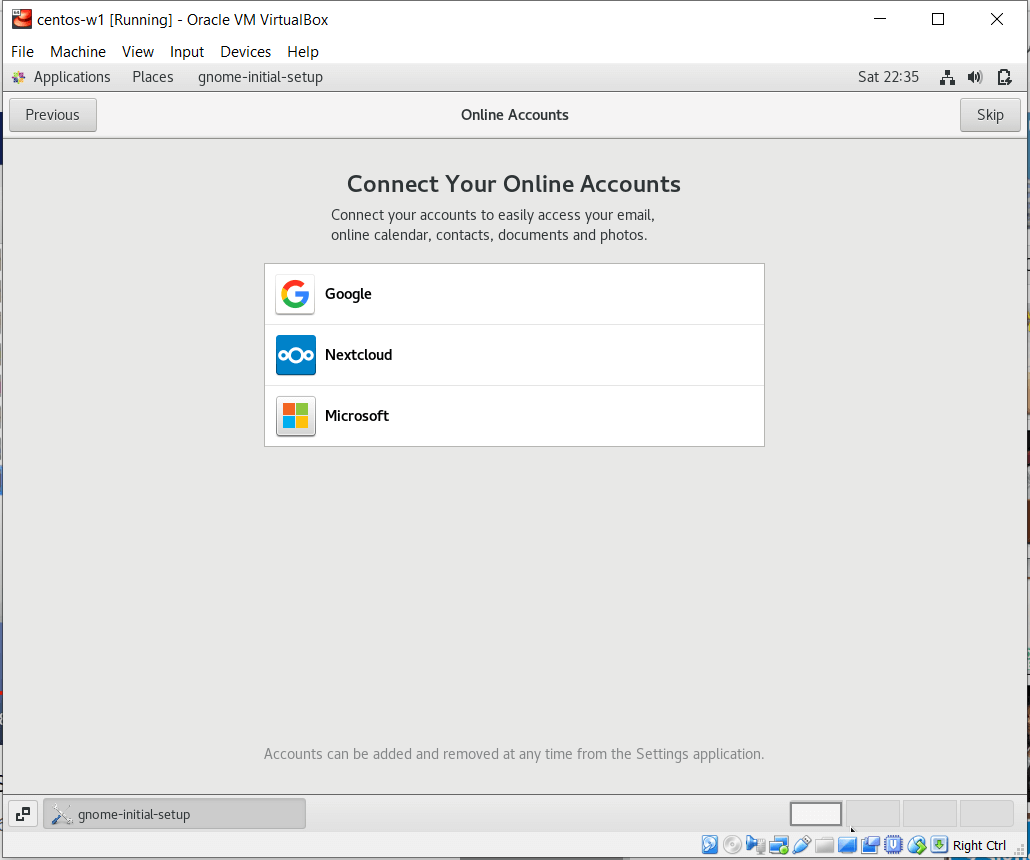 centos-w1 [Running] - Oracle VM VirtualBox
File Machine View Input Devices Help
Applications Places gnome-initial-setup Sat 22:35
Previous Online Accounts Skip
Connect Your Online Accounts
Connect your accounts to easily access your email,
online calendar, contacts, documents and photos.
Google
Nextcloud
Microsoft
Accounts can be added and removed at any time from the Settings application.
gnome-initial-setup
Right Ctrl